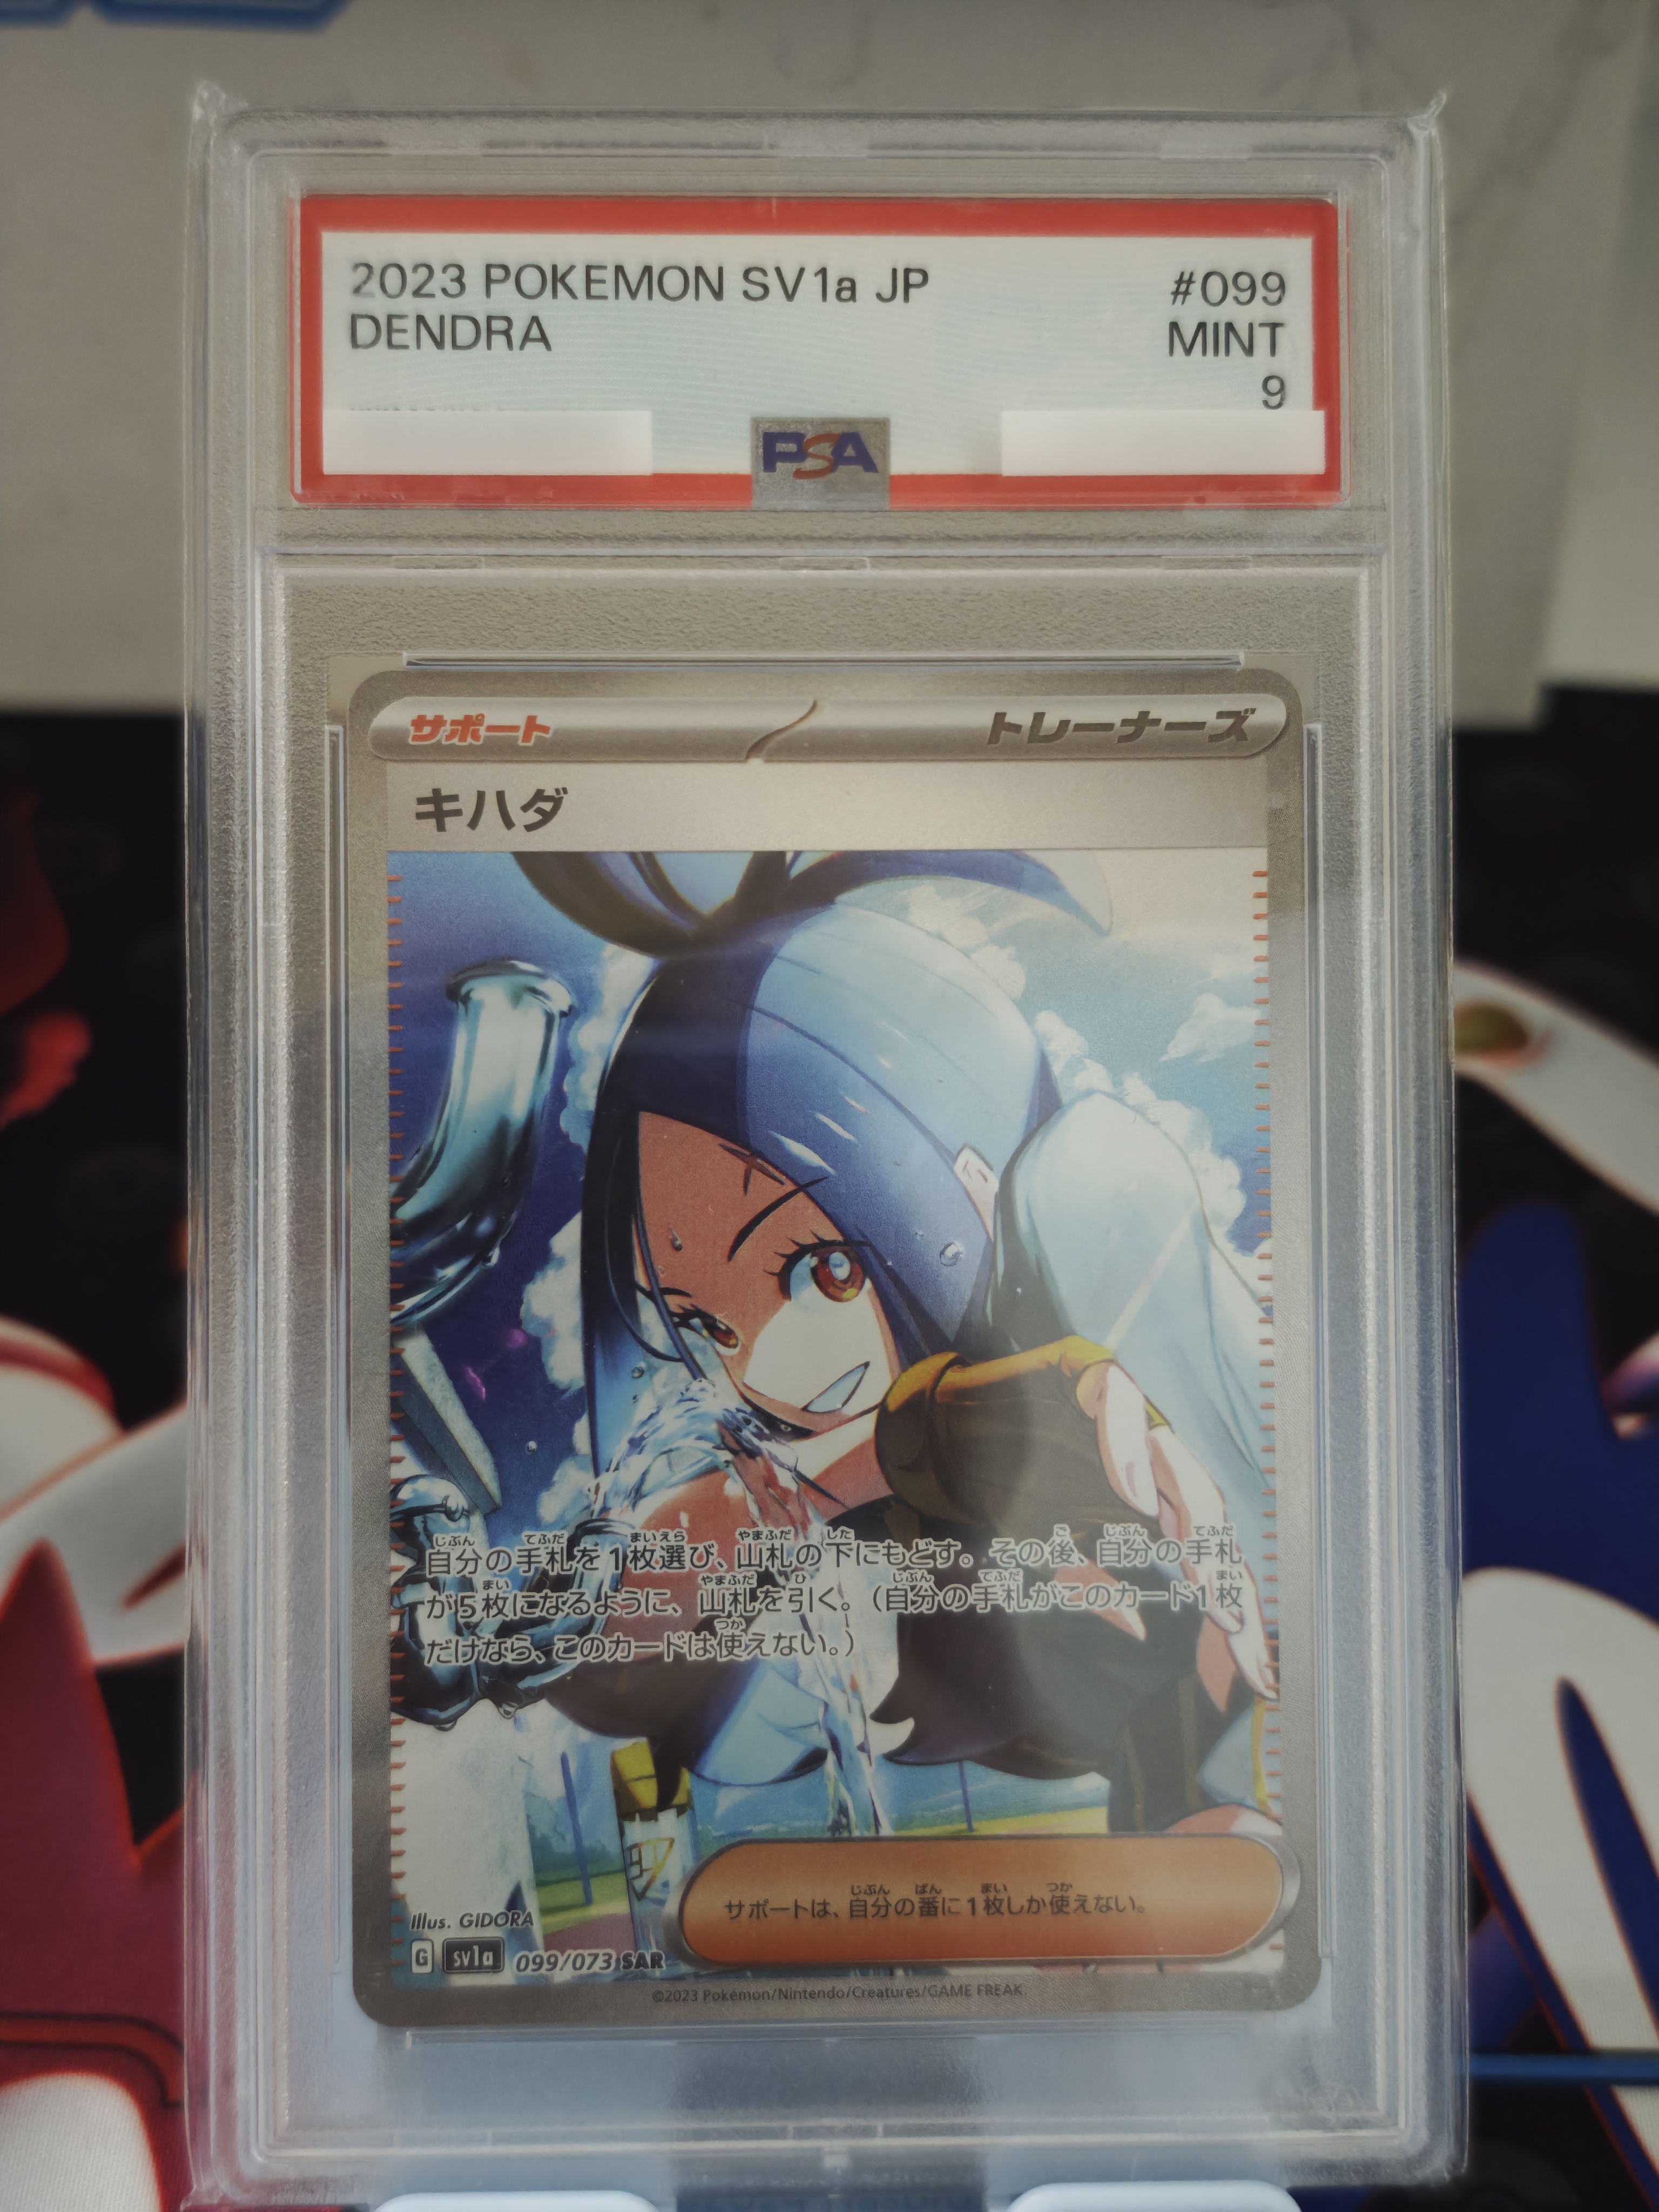 2023 POKEMON SV1a JP #099
DENDRA MINT
9
PSA
サポート トレーナーズ
キハダ
自分の手札を1枚選び、山札の下にもどす。その後、自分の手札
が5枚になるように、山札を引く。(自分の手札がこのカード1枚
だけなら、このカードは使えない。)
サポートは、自分の番に1枚しか使えない。
Illus. GIDORA
G SV1a 099/073 SAR
©2023 Pokémon/Nintendo/Creatures/GAME FREAK.